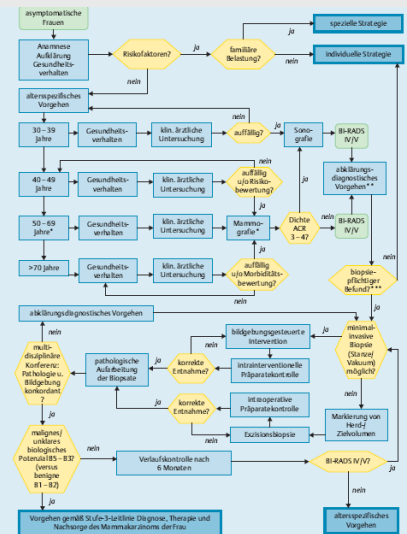 asymptomatische
Frauen
spezielle Strategie
Anamnese
Aufklärung
Gesundheits-
verhalten
Risikofaktoren?
ja
familiäre
Belastung?
ja
nein
individuelle Strategie
nein
altersspezifisches
Vorgehen
nein
30 – 39
Jahre
Gesundheits-
verhalten
klin. ärztliche
Untersuchung
auffällig?
ja
Sono-
grafie
BI-RADS
IV/V
nein
40 – 49
Jahre
Gesundheits-
verhalten
klin. ärztliche
Untersuchung
auffällig
u/o Risiko-
bewertung?
ja
ja
abklärungs-
diagnostisches
Vorgehen**
nein
50 – 69
Jahre*
Gesundheits-
verhalten
klin. ärztliche
Untersuchung
Mammo-
grafie*
Dichte
ACR
3 – 4?
nein
BI-RADS
IV/V
ja
>70 Jahre
Gesundheits-
verhalten
klin. ärztliche
Untersuchung
auffällig
u/o Morbiditäts-
bewertung?
nein
biopsie-
pflichtiger
Befund?***
ja
abklärungsdiagnostisches Vorgehen
nein
multi-
disziplinäre
Konferenz:
Pathologie u.
Bildgebung
konkordant
?
pathologische
Aufarbeitung
der Biopsate
ja
korrekte
Entnahme?
nein
bildgebungsgesteuerte
Intervention
ja
intrainterventionelle
Präparatekontrolle
minimal-
invasive
Biopsie
(Stanze/
Vakuum)
möglich?
nein
ja
korrekte
Entnahme?
nein
intraoperative
Präparatekontrolle
Exzisionsbiopsie
Markierung von
Herd-/
Zielvolumen
ja
malignes/
unklares
biologisches
Potenzial B5 – B3?
(versus
benigne
B1 – B2)
nein
Verlaufskontrolle nach
6 Monaten
BI-RADS IV/V?
ja
nein
ja
Vorgehen gemäß Stufe-3-Leitlinie Diagnose, Therapie und
Nachsorge des Mammakarzinoms der Frau
altersspezifisches
Vorgehen